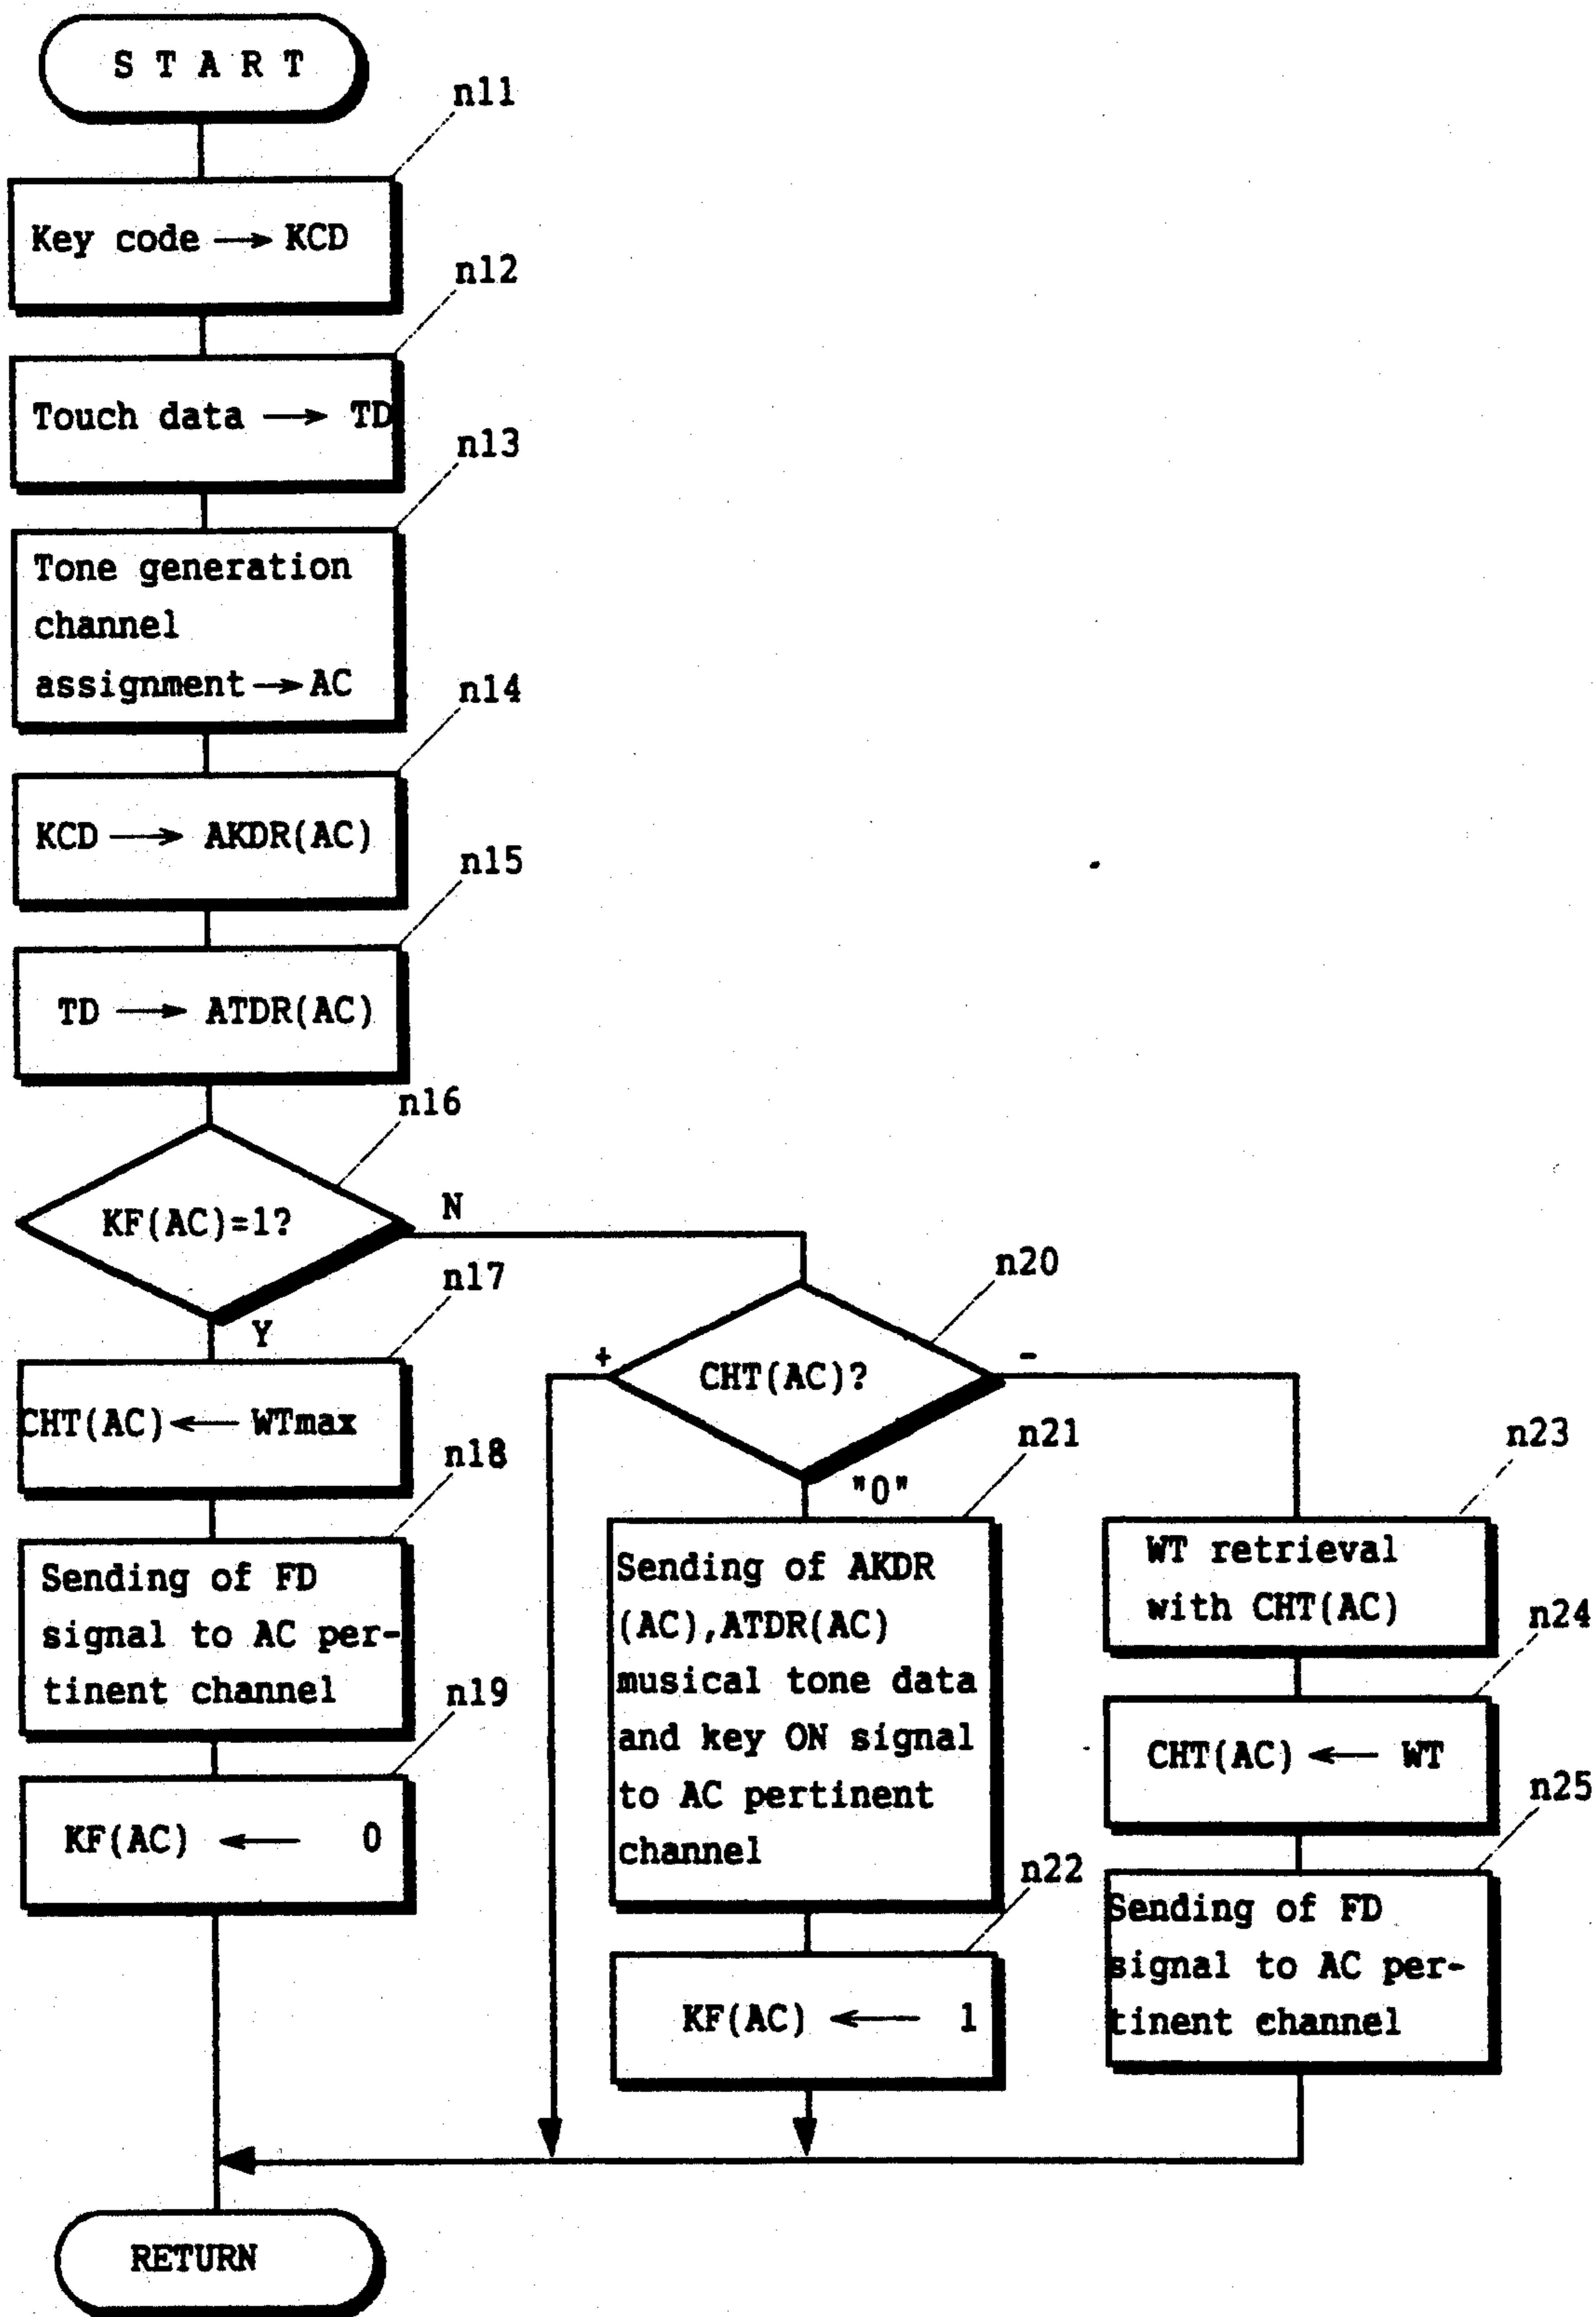 START
n11
Key code → KCD
n12
Touch data → TD
n13
Tone generation
channel
assignment → AC
n14
KCD → AKDR(AC)
n15
TD → ATDR(AC)
n16
KF(AC)=1?
N
Y
n17
CHT(AC) ← WTmax
n18
Sending of FD
signal to AC per-
tinent channel
n19
KF(AC) ← 0
n20
CHT(AC)?
+
-
"0"
n21
Sending of AKDR
(AC),ATDR(AC)
musical tone data
and key ON signal
to AC pertinent
channel
n22
KF(AC) ← 1
n23
WT retrieval
with CHT(AC)
n24
CHT(AC) ← WT
n25
Sending of FD
signal to AC per-
tinent channel
RETURN